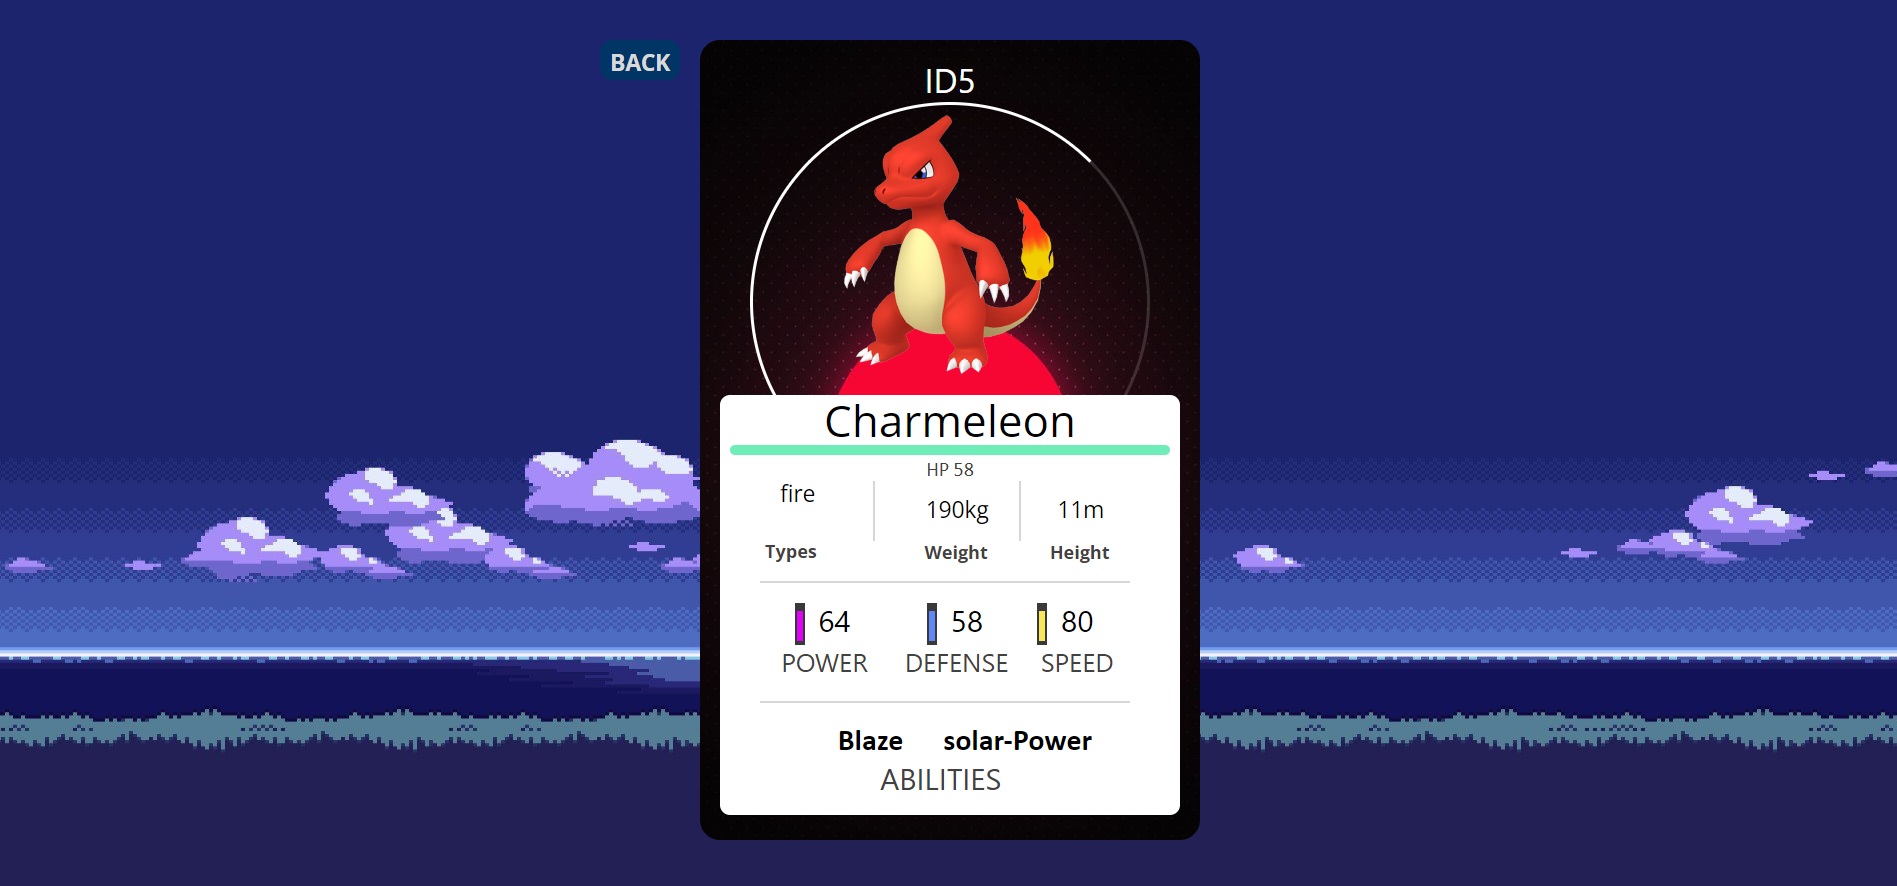 BACK
ID5
Charmeleon
HP 58
fire
190kg
11m
Types
Weight
Height
64
58
80
POWER
DEFENSE
SPEED
Blaze solar-Power
ABILITIES